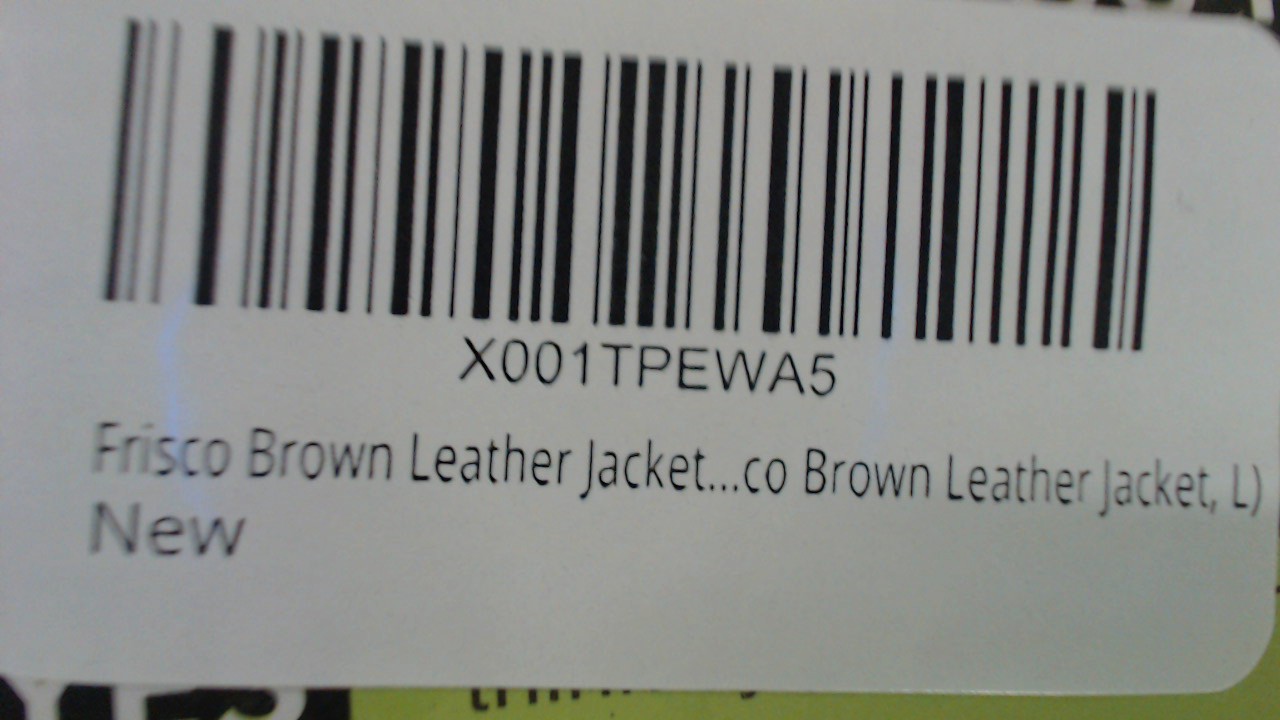 X001TPEWA5
Frisco Brown Leather Jacket...co Brown Leather Jacket, L)
New